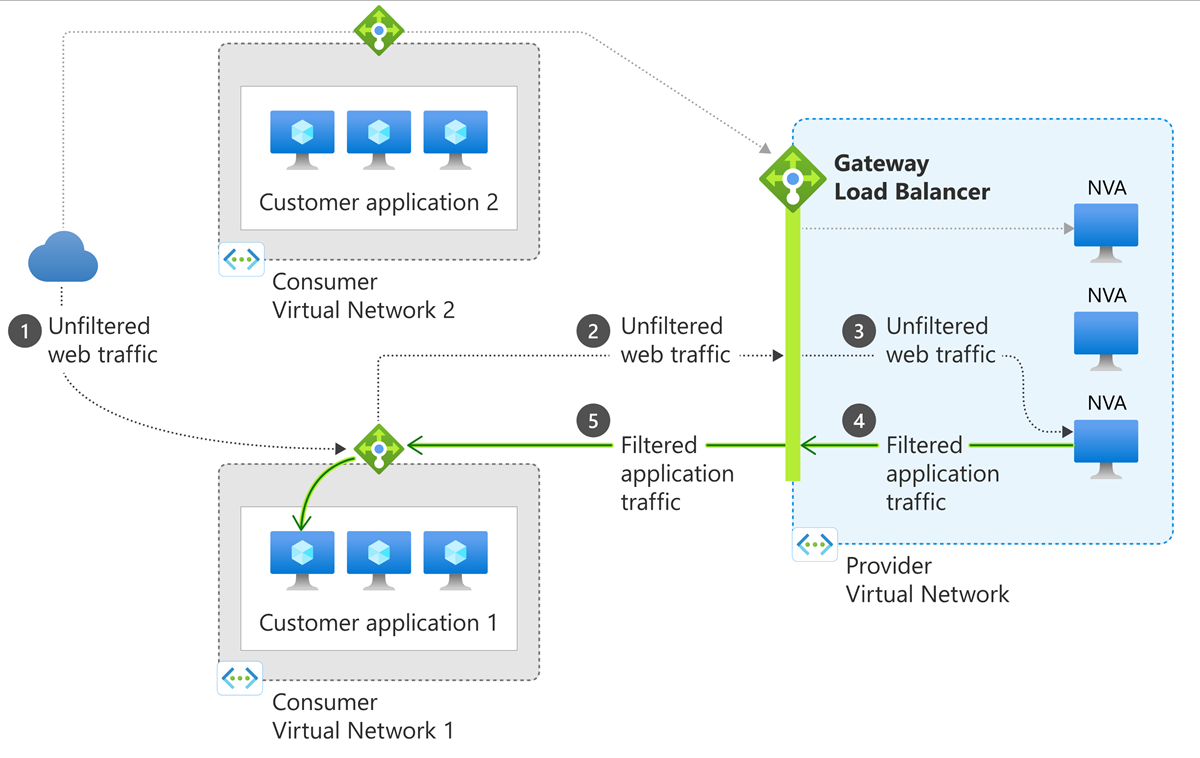 Customer application 2
Consumer
Virtual Network 2
Gateway
Load Balancer
NVA
NVA
NVA
1
Unfiltered
web traffic
2
Unfiltered
web traffic
3
Unfiltered
web traffic
5
Filtered
application
traffic
4
Filtered
application
traffic
Customer application 1
Consumer
Virtual Network 1
Provider
Virtual Network